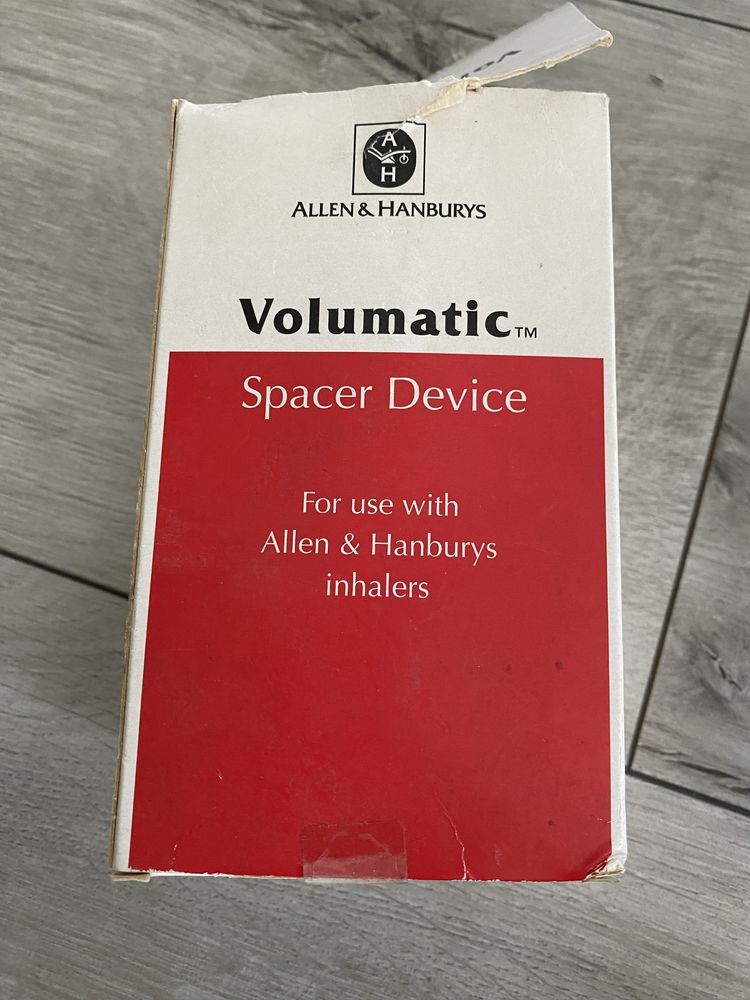 A
H
ALLEN & HANBURYS
Volumatic™
Spacer Device
For use with
Allen & Hanburys
inhalers